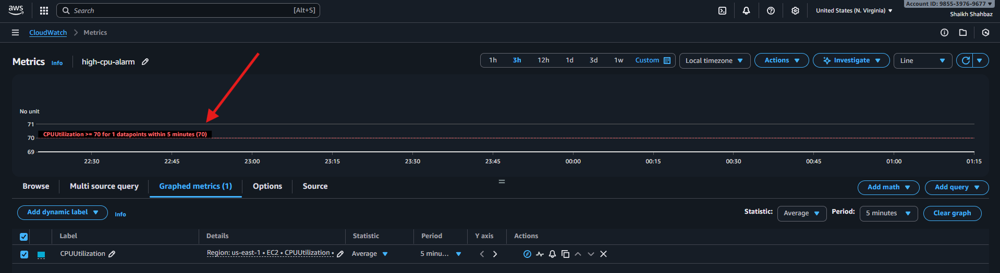 aws
Search [Alt+S]
United States (N. Virginia)
Account ID: 9855-3976-9677
Shaikh Shahbaz
CloudWatch > Metrics
Metrics Info high-cpu-alarm
1h 3h 12h 1d 3d 1w Custom Local timezone Actions Investigate Line
No unit
71
CPUUtilization >= 70 for 1 datapoints within 5 minutes (70)
70
69
22:30 22:45 23:00 23:15 23:30 23:45 00:00 00:15 00:30 00:45 01:00 01:15
Browse Multi source query Graphed metrics (1) Options Source Add math Add query
Add dynamic label Info Statistic: Average Period: 5 minutes Clear graph
Label Details Statistic Period Y axis Actions
CPUUtilization Region: us-east-1 • EC2 • CPUUtilization • Average 5 minu...